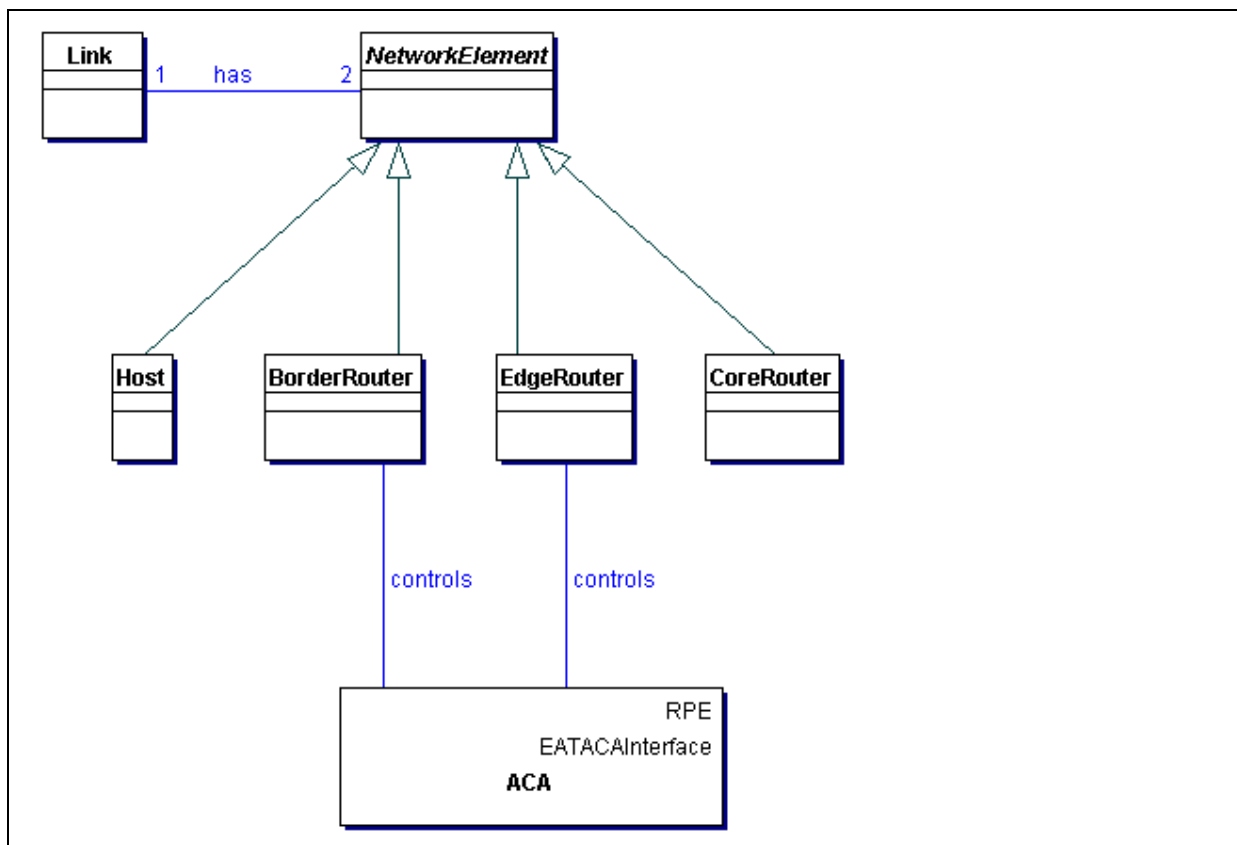 Link
NetworkElement
1 has 2
Host
BorderRouter
EdgeRouter
CoreRouter
controls
controls
RPE
EATACAInterface
ACA